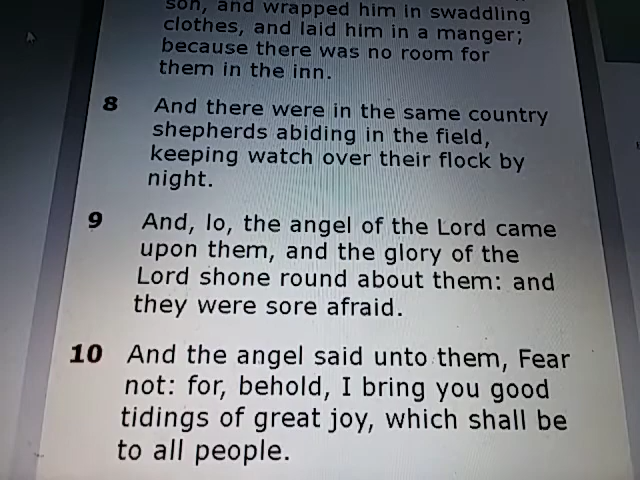 son, and wrapped him in swaddling
clothes, and laid him in a manger;
because there was no room for
them in the inn.
8 And there were in the same country
shepherds abiding in the field,
keeping watch over their flock by
night.
9 And, lo, the angel of the Lord came
upon them, and the glory of the
Lord shone round about them: and
they were sore afraid.
10 And the angel said unto them, Fear
not: for, behold, I bring you good
tidings of great joy, which shall be
to all people.